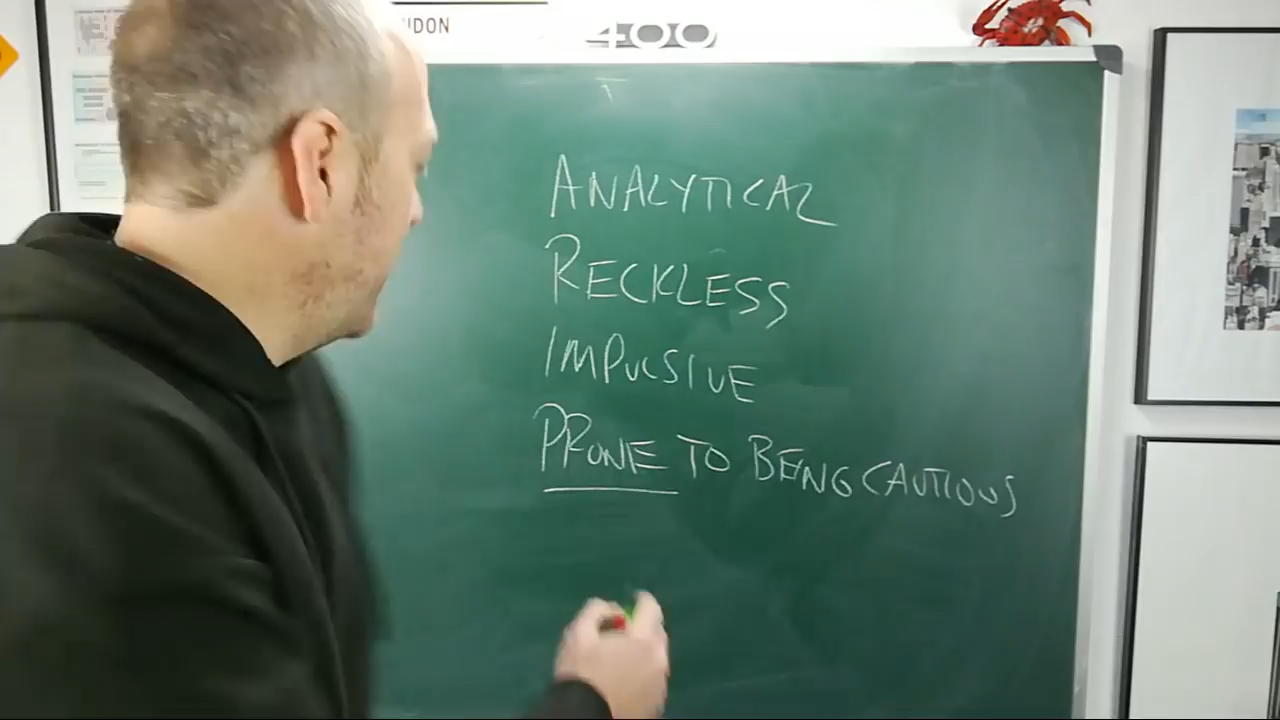 NDON
400
ANALYTICAL
RECKLESS
IMPULSIVE
PRONE TO BEING CAUTIOUS